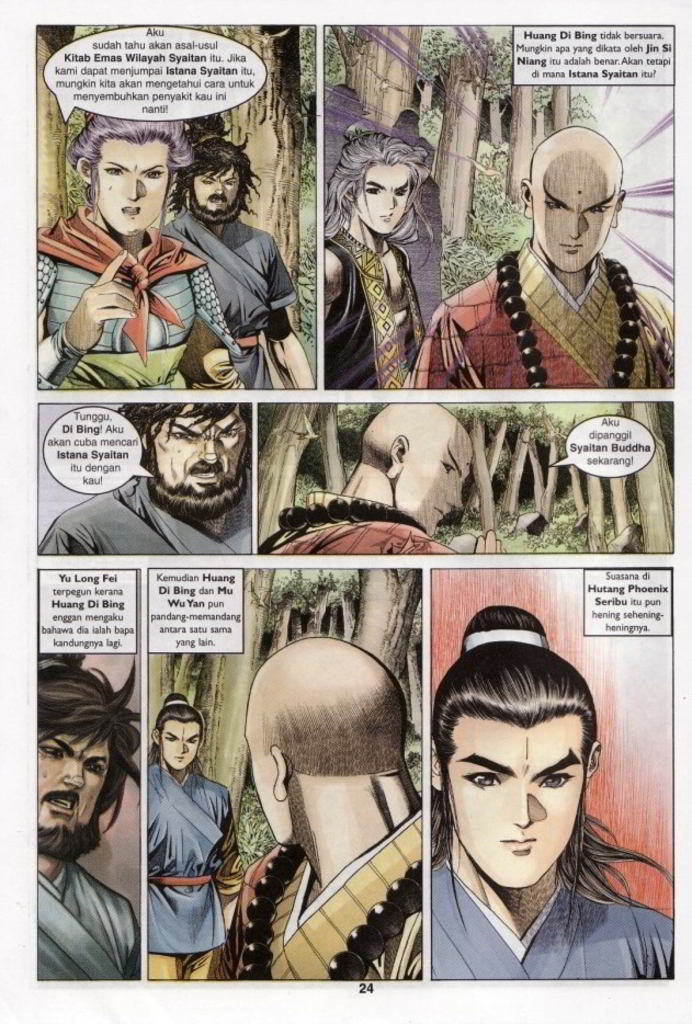 Aku
sudah tahu akan asal-usul
Kitab Emas Wilayah Syaitan itu. Jika
kami dapat menjumpai Istana Syaitan itu,
mungkin kita akan mengetahui cara untuk
menyembuhkan penyakit kau ini
nanti!
Huang Di Bing tidak bersuara.
Mungkin apa yang dikata oleh Jin Si
Niang itu adalah benar. Akan tetapi
di mana Istana Syaitan itu?
Tunggu,
Di Bing! Aku
akan cuba mencari
Istana Syaitan
itu dengan
kau!
Aku
dipanggil
Syaitan Buddha
sekarang!
Yu Long Fei
terpegun kerana
Huang Di Bing
enggan mengaku
bahawa dia ialah bapa
kandungnya lagi.
Kemudian Huang
Di Bing dan Mu
Wu Yan pun
pandang-memandang
antara satu sama
yang lain.
Suasana di
Hutang Phoenix
Seribu itu pun
hening sehening-
heningnya.
24